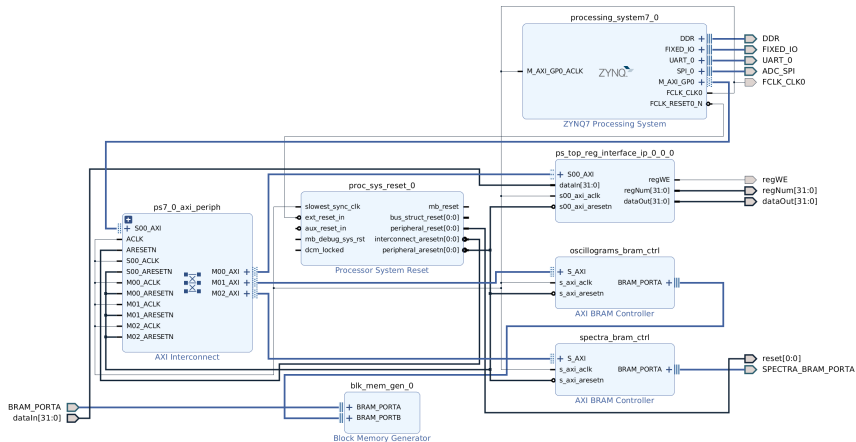 processing_system7_0
M_AXI_GP0_ACLK
ZYNQ
DDR
FIXED_IO
UART_0
SPI_0
M_AXI_GP0
FCLK_CLK0
FCLK_RESET0_N
ZYNQ7 Processing System
DDR
FIXED_IO
UART_0
ADC_SPI
FCLK_CLK0
ps_top_reg_interface_ip_0_0_0
S00_AXI
dataIn[31:0]
s00_axi_aclk
s00_axi_aresetn
regWE
regNum[31:0]
dataOut[31:0]
regWE
regNum[31:0]
dataOut[31:0]
proc_sys_reset_0
slowest_sync_clk
ext_reset_in
aux_reset_in
mb_debug_sys_rst
dcm_locked
mb_reset
bus_struct_reset[0:0]
peripheral_reset[0:0]
interconnect_aresetn[0:0]
peripheral_aresetn[0:0]
Processor System Reset
ps7_0_axi_periph
S00_AXI
ACLK
ARESETN
S00_ACLK
S00_ARESETN
M00_ACLK
M00_ARESETN
M01_ACLK
M01_ARESETN
M02_ACLK
M02_ARESETN
M00_AXI
M01_AXI
M02_AXI
AXI Interconnect
oscillograms_bram_ctrl
S_AXI
s_axi_aclk
s_axi_aresetn
BRAM_PORTA
AXI BRAM Controller
spectra_bram_ctrl
S_AXI
s_axi_aclk
s_axi_aresetn
BRAM_PORTA
AXI BRAM Controller
reset[0:0]
SPECTRA_BRAM_PORTA
blk_mem_gen_0
BRAM_PORTA
BRAM_PORTB
Block Memory Generator
BRAM_PORTA
dataIn[31:0]